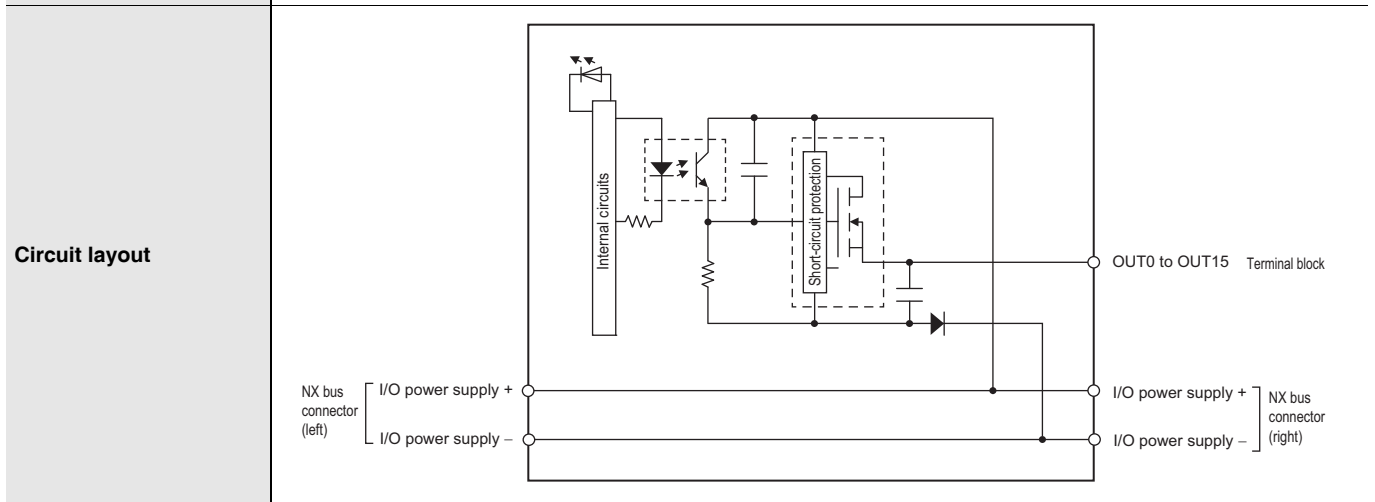 Circuit layout
Internal circuits
Short-circuit protection
OUT0 to OUT15 Terminal block
NX bus
connector
(left)
I/O power supply +
I/O power supply –
I/O power supply +
I/O power supply –
NX bus
connector
(right)